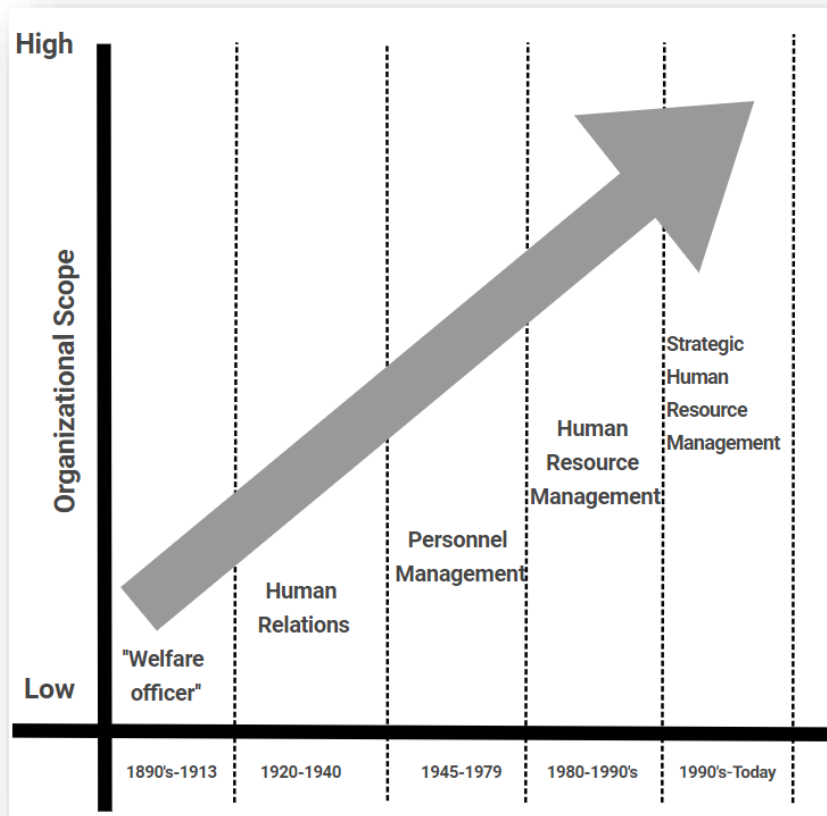 High
Organizational Scope
Low
"Welfare
officer"
Human
Relations
Personnel
Management
Human
Resource
Management
Strategic
Human
Resource
Management
1890's-1913
1920-1940
1945-1979
1980-1990's
1990's-Today